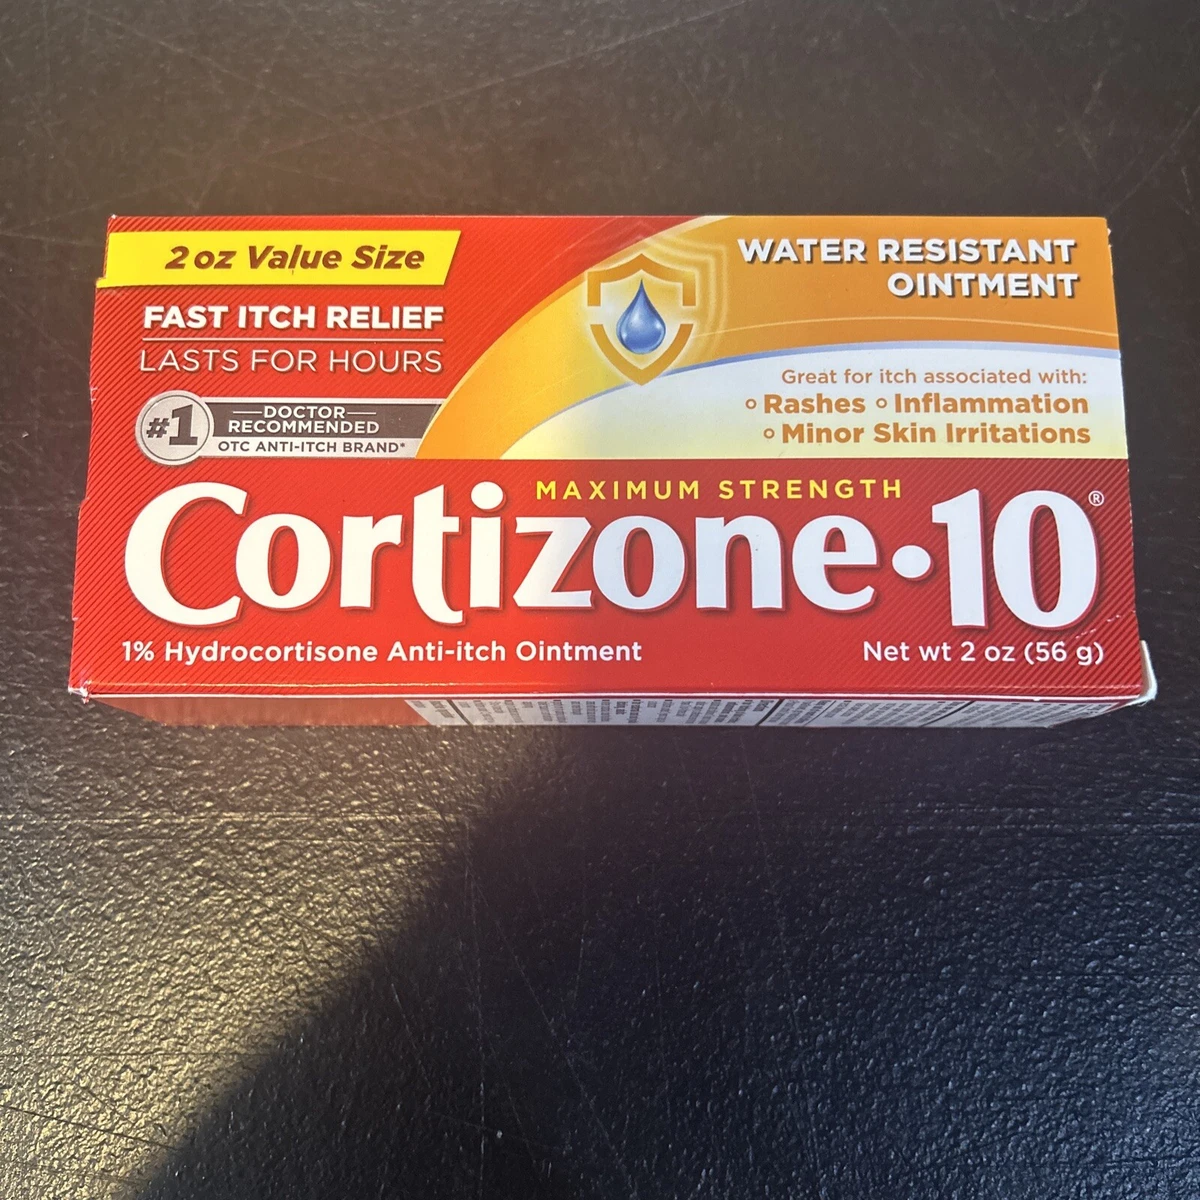 2 oz Value Size
FAST ITCH RELIEF
LASTS FOR HOURS
#1
DOCTOR
RECOMMENDED
OTC ANTI-ITCH BRAND*
WATER RESISTANT
OINTMENT
Great for itch associated with:
∘ Rashes ∘ Inflammation
∘ Minor Skin Irritations
MAXIMUM STRENGTH
Cortizone•10®
1% Hydrocortisone Anti-itch Ointment
Net wt 2 oz (56 g)